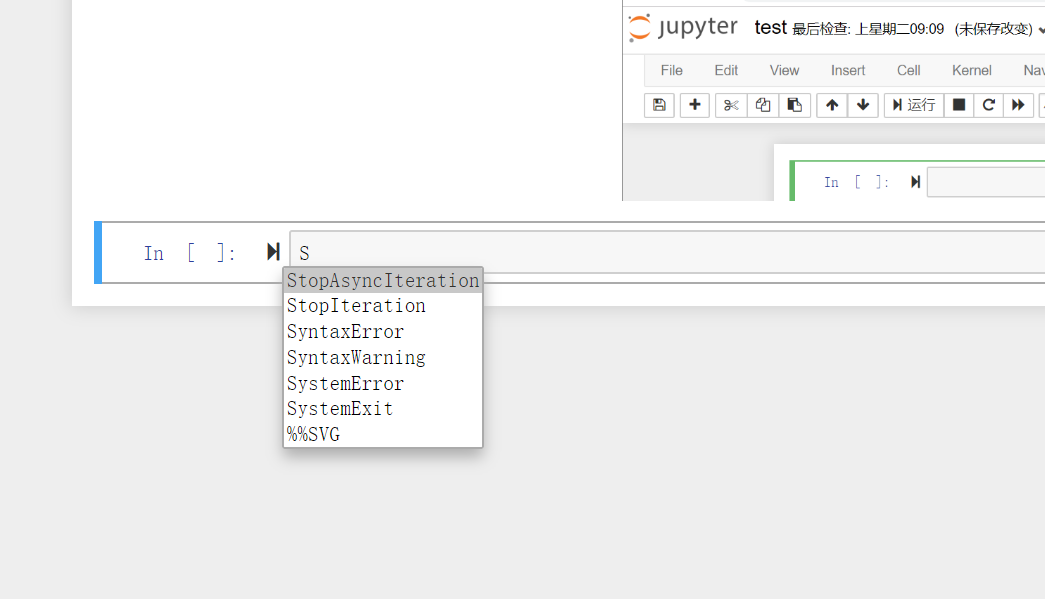 jupyter test 最后检查: 上星期二09:09 (未保存改变)
File Edit View Insert Cell Kernel Nav
运行
In [ ]:
In [ ]: S
StopAsyncIteration
StopIteration
SyntaxError
SyntaxWarning
SystemError
SystemExit
%%SVG